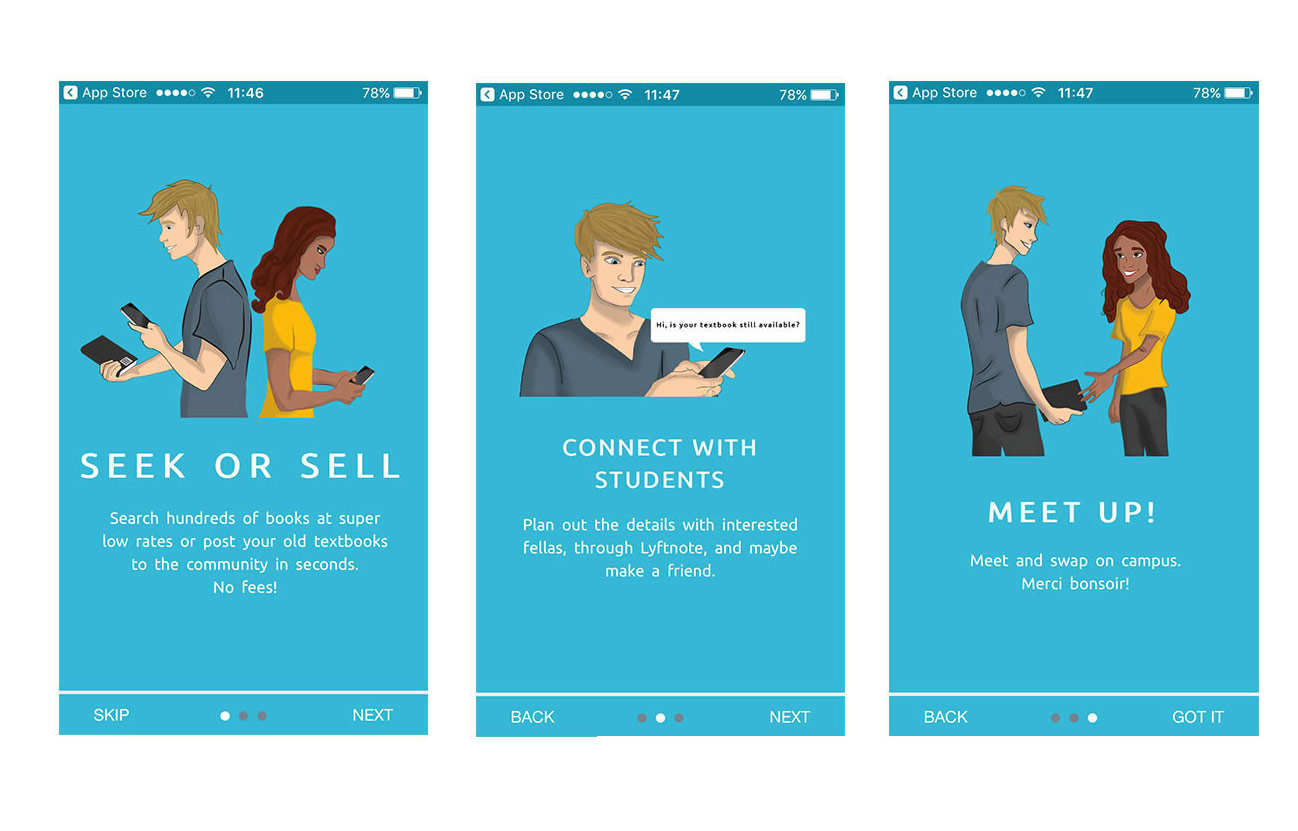 App Store 11:46 78%
SEEK OR SELL
Search hundreds of books at super
low rates or post your old textbooks
to the community in seconds.
No fees!
SKIP NEXT
App Store 11:47 78%
Hi, is your textbook still available?
CONNECT WITH
STUDENTS
Plan out the details with interested
fellas, through Lyftnote, and maybe
make a friend.
BACK NEXT
App Store 11:47 78%
MEET UP!
Meet and swap on campus.
Merci bonsoir!
BACK GOT IT